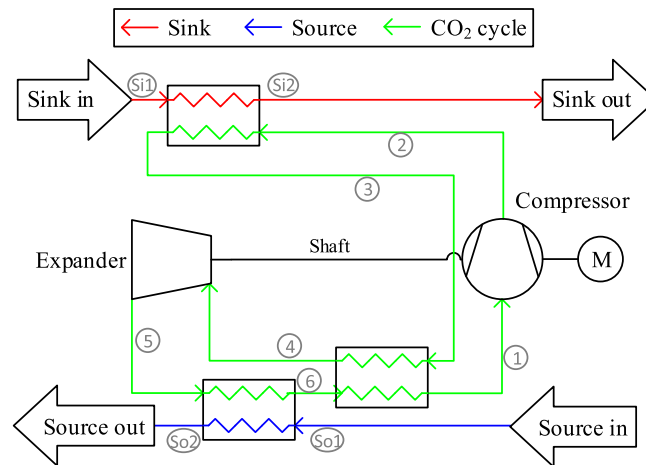 Sink Source CO₂ cycle
Si1 Si2
Sink in Sink out
2
3
Compressor
Shaft
Expander M
5 4 1
6
Source out So2 So1 Source in